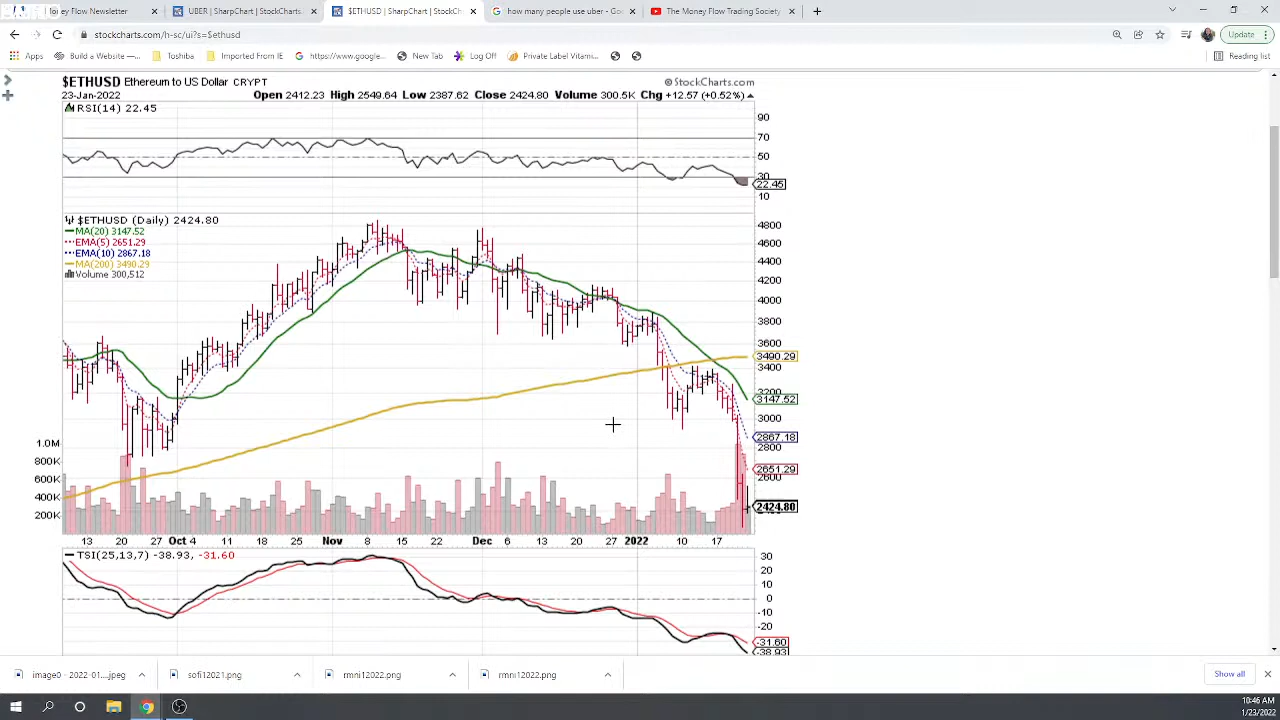 ey Flow Newsletter
UBER | SharpChart | StockCharts
$ETHUSD | SharpChart | StockCh
how many people use uber - Goo
The Money Flow Trading Society
stockcharts.com/h-sc/ui?s=$ethusd
Update
Apps
Build a Website —...
Toshiba
Imported From IE
https://www.google...
New Tab
Log Off
Private Label Vitam...
Reading list
$ETHUSD Ethereum to US Dollar CRYPT
@StockCharts.com
23-Jan-2022
Open 2412.23 High 2549.64 Low 2387.62 Close 2424.80 Volume 300.5K Chg +12.57 (+0.52%)
RSI(14) 22.45
90
70
50
30
22.45
10
$ETHUSD (Daily) 2424.80
MA(20) 3147.52
EMA(5) 2651.29
EMA(10) 2867.18
MA(200) 3490.29
Volume 300,512
4800
4600
4400
4200
4000
3800
3600
3490.29
3400
3200
3147.52
3000
2867.18
2800
2651.29
2600
2424.80
1.0M
800K
600K
400K
200K
13 20 27 Oct 4 11 18 25 Nov 8 15 22 Dec 6 13 20 27 2022 10 17
TSI(25,13,7) -38.93, -31.60
30
20
10
0
-10
-20
-31.60
-38.93
image0 - 2022-01-...jpeg
sofi12021.png
rmni12022.png
rmni12022.png
Show all
10:46 AM
1/23/2022